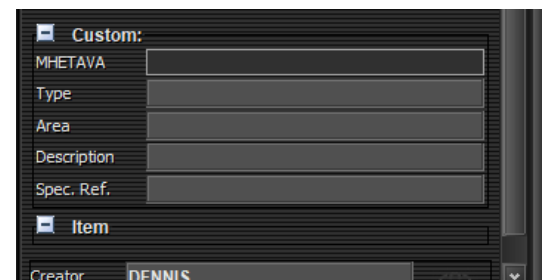 Custom:
MHETAVA
Type
Area
Description
Spec. Ref.
Item
Creator DENNIS